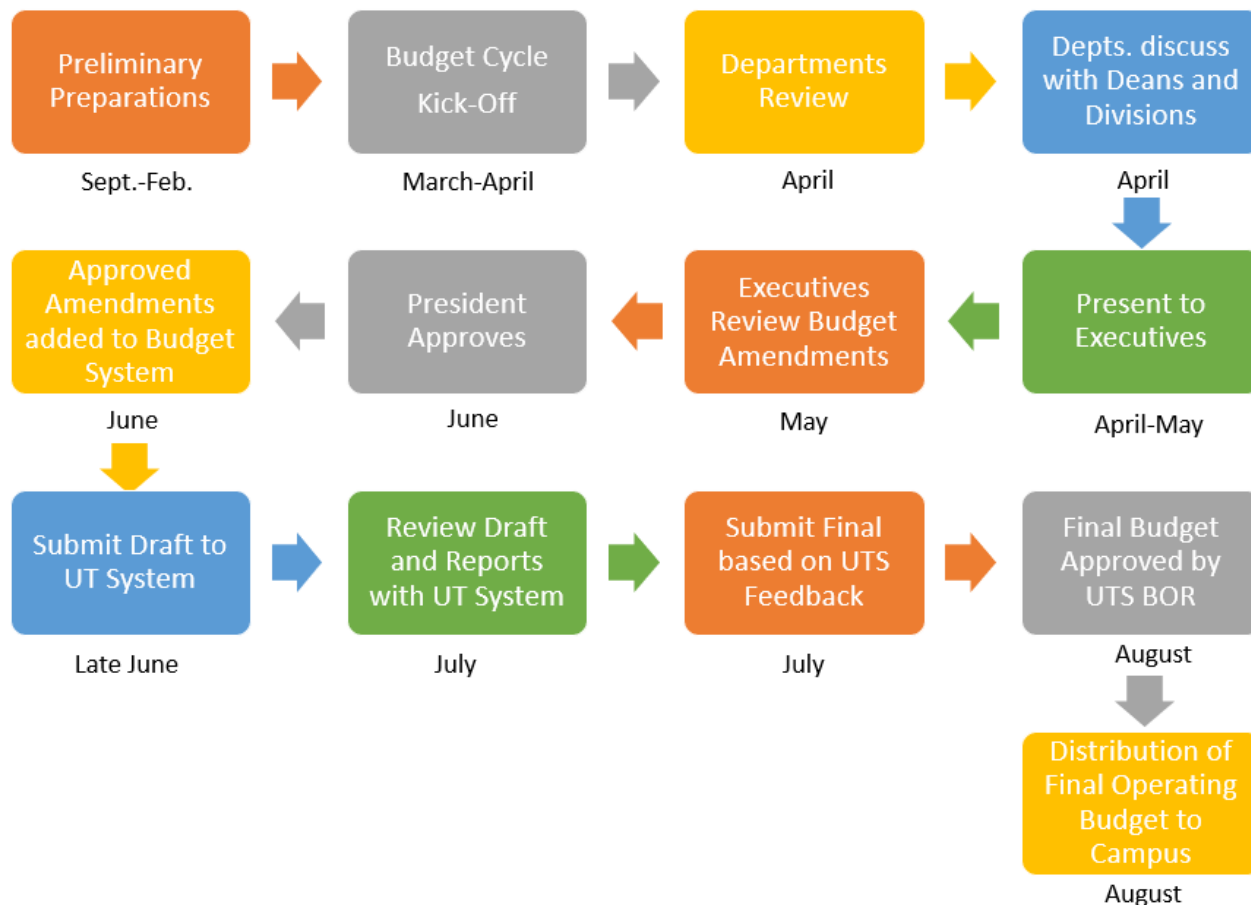 Preliminary
Preparations
Sept.-Feb.
Budget Cycle
Kick-Off
March-April
Departments
Review
April
Depts. discuss
with Deans and
Divisions
April
Present to
Executives
April-May
Executives
Review Budget
Amendments
May
President
Approves
June
Approved
Amendments
added to Budget
System
June
Submit Draft to
UT System
Late June
Review Draft
and Reports
with UT System
July
Submit Final
based on UTS
Feedback
July
Final Budget
Approved by
UTS BOR
August
Distribution of
Final Operating
Budget to
Campus
August